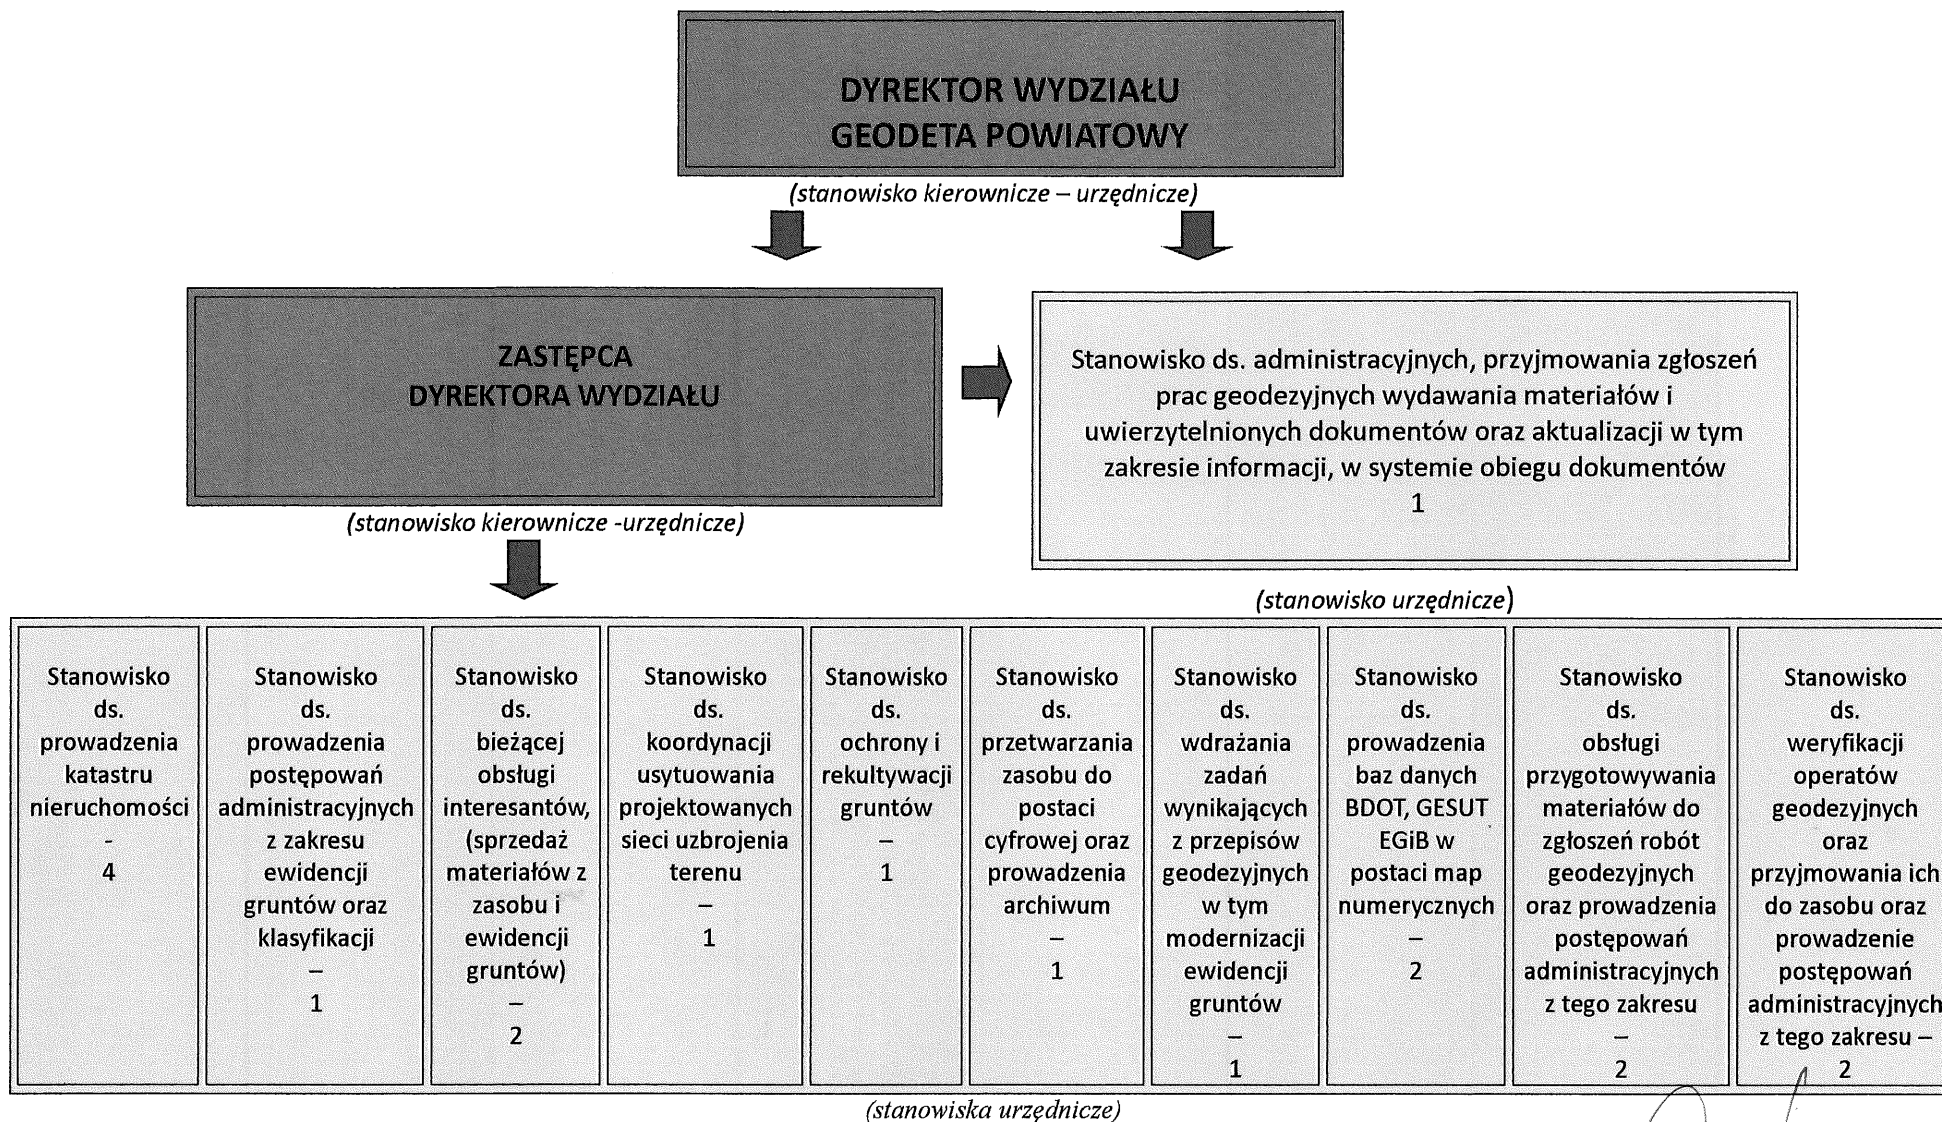 DYREKTOR WYDZIAŁU
GEODETA POWIATOWY
(stanowisko kierownicze – urzędnicze)
ZASTĘPCA
DYREKTORA WYDZIAŁU
(stanowisko kierownicze -urzędnicze)
Stanowisko ds. administracyjnych, przyjmowania zgłoszeń
prac geodezyjnych wydawania materiałów i
uwierzytelnionych dokumentów oraz aktualizacji w tym
zakresie informacji, w systemie obiegu dokumentów
1
(stanowisko urzędnicze)
Stanowisko
ds.
prowadzenia
katastru
nieruchomości
-
4
Stanowisko
ds.
prowadzenia
postępowań
administracyjnych
z zakresu
ewidencji
gruntów oraz
klasyfikacji
–
1
Stanowisko
ds.
bieżącej
obsługi
interesantów,
(sprzedaż
materiałów z
zasobu i
ewidencji
gruntów)
–
2
Stanowisko
ds.
koordynacji
usytuowania
projektowanych
sieci uzbrojenia
terenu
–
1
Stanowisko
ds.
ochrony i
rekultywacji
gruntów
–
1
Stanowisko
ds.
przetwarzania
zasobu do
postaci
cyfrowej oraz
prowadzenia
archiwum
–
1
Stanowisko
ds.
wdrażania
zadań
wynikających
z przepisów
geodezyjnych
w tym
modernizacji
ewidencji
gruntów
–
1
Stanowisko
ds.
prowadzenia
baz danych
BDOT, GESUT
EGiB w
postaci map
numerycznych
–
2
Stanowisko
ds.
obsługi
przygotowywania
materiałów do
zgłoszeń robót
geodezyjnych
oraz prowadzenia
postępowań
administracyjnych
z tego zakresu
–
2
Stanowisko
ds.
weryfikacji
operatów
geodezyjnych
oraz
przyjmowania ich
do zasobu oraz
prowadzenie
postępowań
administracyjnych
z tego zakresu –
2
(stanowiska urzędnicze)